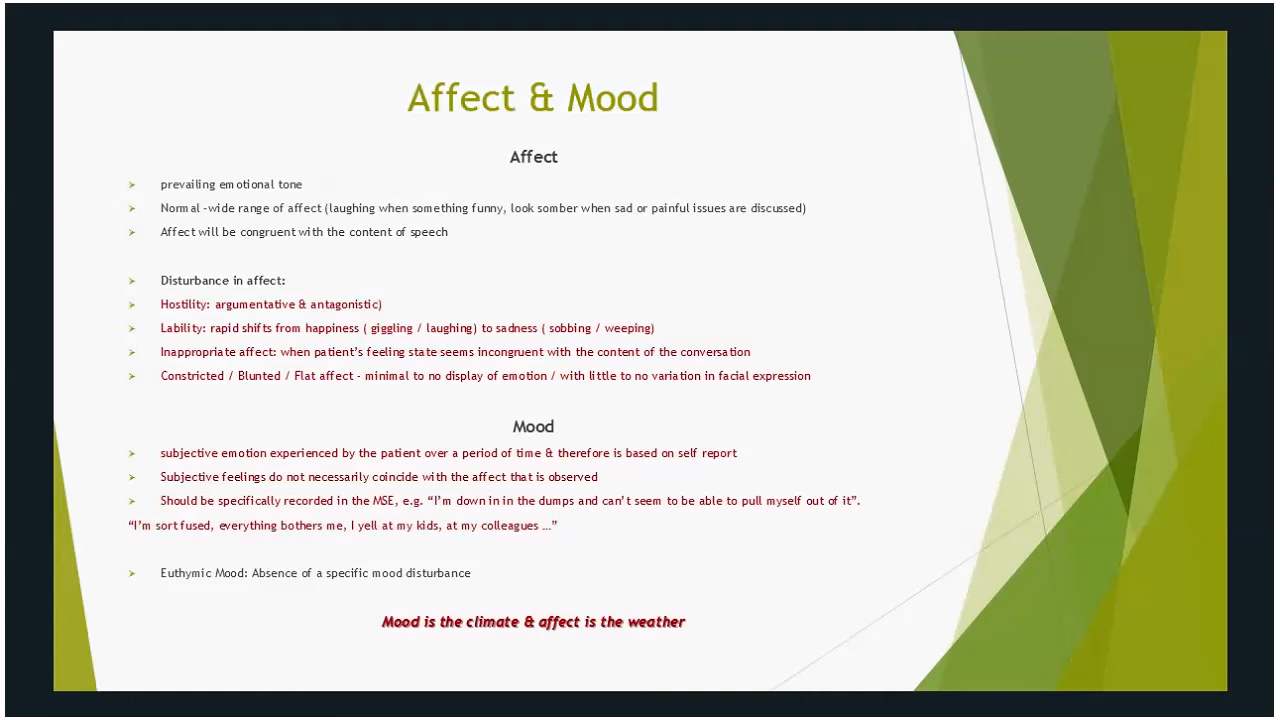 Affect & Mood
Affect
prevailing emotional tone
Normal -wide range of affect (laughing when something funny, look somber when sad or painful issues are discussed)
Affect will be congruent with the content of speech
Disturbance in affect:
Hostility: argumentative & antagonistic)
Lability: rapid shifts from happiness ( giggling / laughing) to sadness ( sobbing / weeping)
Inappropriate affect: when patient's feeling state seems incongruent with the content of the conversation
Constricted / Blunted / Flat affect - minimal to no display of emotion / with little to no variation in facial expression
Mood
subjective emotion experienced by the patient over a period of time & therefore is based on self report
Subjective feelings do not necessarily coincide with the affect that is observed
Should be specifically recorded in the MSE, e.g. “I'm down in in the dumps and can't seem to be able to pull myself out of it”.
“I'm sort fused, everything bothers me, I yell at my kids, at my colleagues …”
Euthymic Mood: Absence of a specific mood disturbance
Mood is the climate & affect is the weather